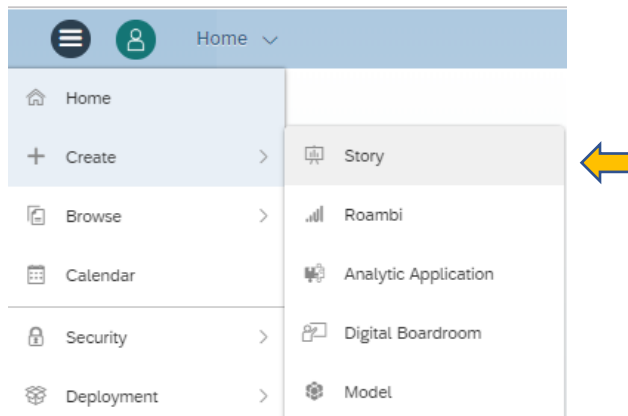 Home
Home
Create
Story
Browse
Roambi
Calendar
Analytic Application
Security
Digital Boardroom
Deployment
Model